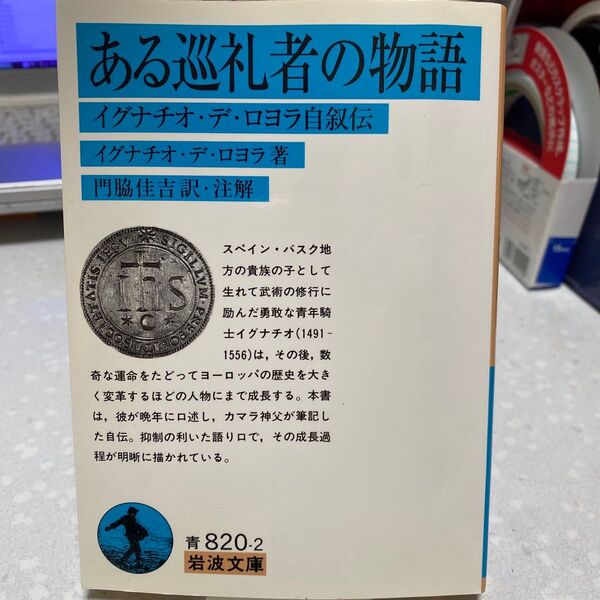 ある巡礼者の物語
イグナチオ・デ・ロヨラ自叙伝
イグナチオ・デ・ロヨラ著
門脇佳吉訳・注解
スペイン・バスク地
方の貴族の子として
生れて武術の修行に
励んだ勇敢な青年騎
士イグナチオ(1491-
1556)は，その後，数
奇な運命をたどってヨーロッパの歴史を大き
く変革するほどの人物にまで成長する。本書
は，彼が晩年に口述し，カマラ神父が筆記し
た自伝。抑制の利いた語り口で，その成長過
程が明晰に描かれている。
IHS
青820-2
岩波文庫